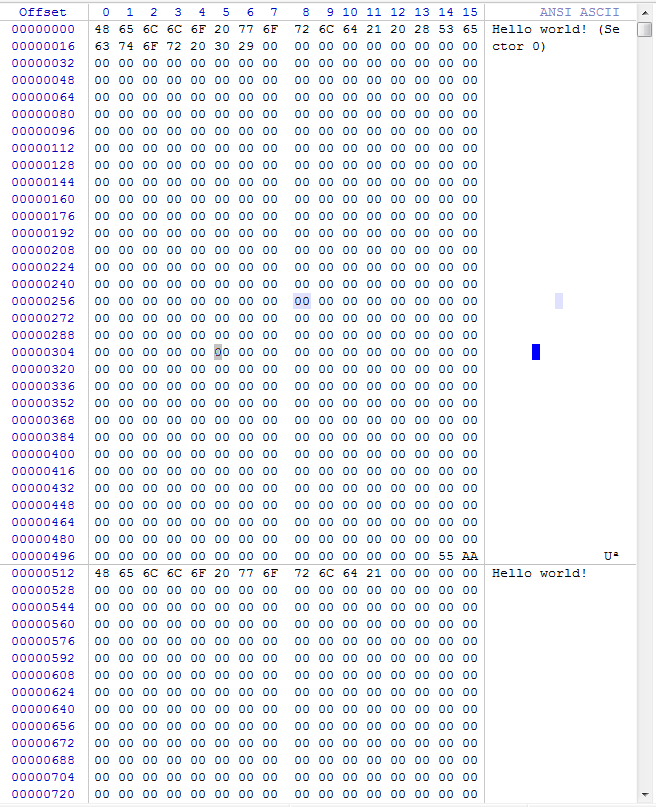 Offset 0 1 2 3 4 5 6 7 8 9 10 11 12 13 14 15 ANSI ASCII
00000000 48 65 6C 6C 6F 20 77 6F 72 6C 64 21 20 28 53 65 Hello world! (Se
00000016 63 74 6F 72 20 30 29 00 00 00 00 00 00 00 00 00 ctor 0)
00000032 00 00 00 00 00 00 00 00 00 00 00 00 00 00 00 00
00000048 00 00 00 00 00 00 00 00 00 00 00 00 00 00 00 00
00000064 00 00 00 00 00 00 00 00 00 00 00 00 00 00 00 00
00000080 00 00 00 00 00 00 00 00 00 00 00 00 00 00 00 00
00000096 00 00 00 00 00 00 00 00 00 00 00 00 00 00 00 00
00000112 00 00 00 00 00 00 00 00 00 00 00 00 00 00 00 00
00000128 00 00 00 00 00 00 00 00 00 00 00 00 00 00 00 00
00000144 00 00 00 00 00 00 00 00 00 00 00 00 00 00 00 00
00000160 00 00 00 00 00 00 00 00 00 00 00 00 00 00 00 00
00000176 00 00 00 00 00 00 00 00 00 00 00 00 00 00 00 00
00000192 00 00 00 00 00 00 00 00 00 00 00 00 00 00 00 00
00000208 00 00 00 00 00 00 00 00 00 00 00 00 00 00 00 00
00000224 00 00 00 00 00 00 00 00 00 00 00 00 00 00 00 00
00000240 00 00 00 00 00 00 00 00 00 00 00 00 00 00 00 00
00000256 00 00 00 00 00 00 00 00 00 00 00 00 00 00 00 00
00000272 00 00 00 00 00 00 00 00 00 00 00 00 00 00 00 00
00000288 00 00 00 00 00 00 00 00 00 00 00 00 00 00 00 00
00000304 00 00 00 00 00 00 00 00 00 00 00 00 00 00 00 00
00000320 00 00 00 00 00 00 00 00 00 00 00 00 00 00 00 00
00000336 00 00 00 00 00 00 00 00 00 00 00 00 00 00 00 00
00000352 00 00 00 00 00 00 00 00 00 00 00 00 00 00 00 00
00000368 00 00 00 00 00 00 00 00 00 00 00 00 00 00 00 00
00000384 00 00 00 00 00 00 00 00 00 00 00 00 00 00 00 00
00000400 00 00 00 00 00 00 00 00 00 00 00 00 00 00 00 00
00000416 00 00 00 00 00 00 00 00 00 00 00 00 00 00 00 00
00000432 00 00 00 00 00 00 00 00 00 00 00 00 00 00 00 00
00000448 00 00 00 00 00 00 00 00 00 00 00 00 00 00 00 00
00000464 00 00 00 00 00 00 00 00 00 00 00 00 00 00 00 00
00000480 00 00 00 00 00 00 00 00 00 00 00 00 00 00 00 00
00000496 00 00 00 00 00 00 00 00 00 00 00 00 00 00 55 AA Uª
00000512 48 65 6C 6C 6F 20 77 6F 72 6C 64 21 00 00 00 00 Hello world!
00000528 00 00 00 00 00 00 00 00 00 00 00 00 00 00 00 00
00000544 00 00 00 00 00 00 00 00 00 00 00 00 00 00 00 00
00000560 00 00 00 00 00 00 00 00 00 00 00 00 00 00 00 00
00000576 00 00 00 00 00 00 00 00 00 00 00 00 00 00 00 00
00000592 00 00 00 00 00 00 00 00 00 00 00 00 00 00 00 00
00000608 00 00 00 00 00 00 00 00 00 00 00 00 00 00 00 00
00000624 00 00 00 00 00 00 00 00 00 00 00 00 00 00 00 00
00000640 00 00 00 00 00 00 00 00 00 00 00 00 00 00 00 00
00000656 00 00 00 00 00 00 00 00 00 00 00 00 00 00 00 00
00000672 00 00 00 00 00 00 00 00 00 00 00 00 00 00 00 00
00000688 00 00 00 00 00 00 00 00 00 00 00 00 00 00 00 00
00000704 00 00 00 00 00 00 00 00 00 00 00 00 00 00 00 00
00000720 00 00 00 00 00 00 00 00 00 00 00 00 00 00 00 00